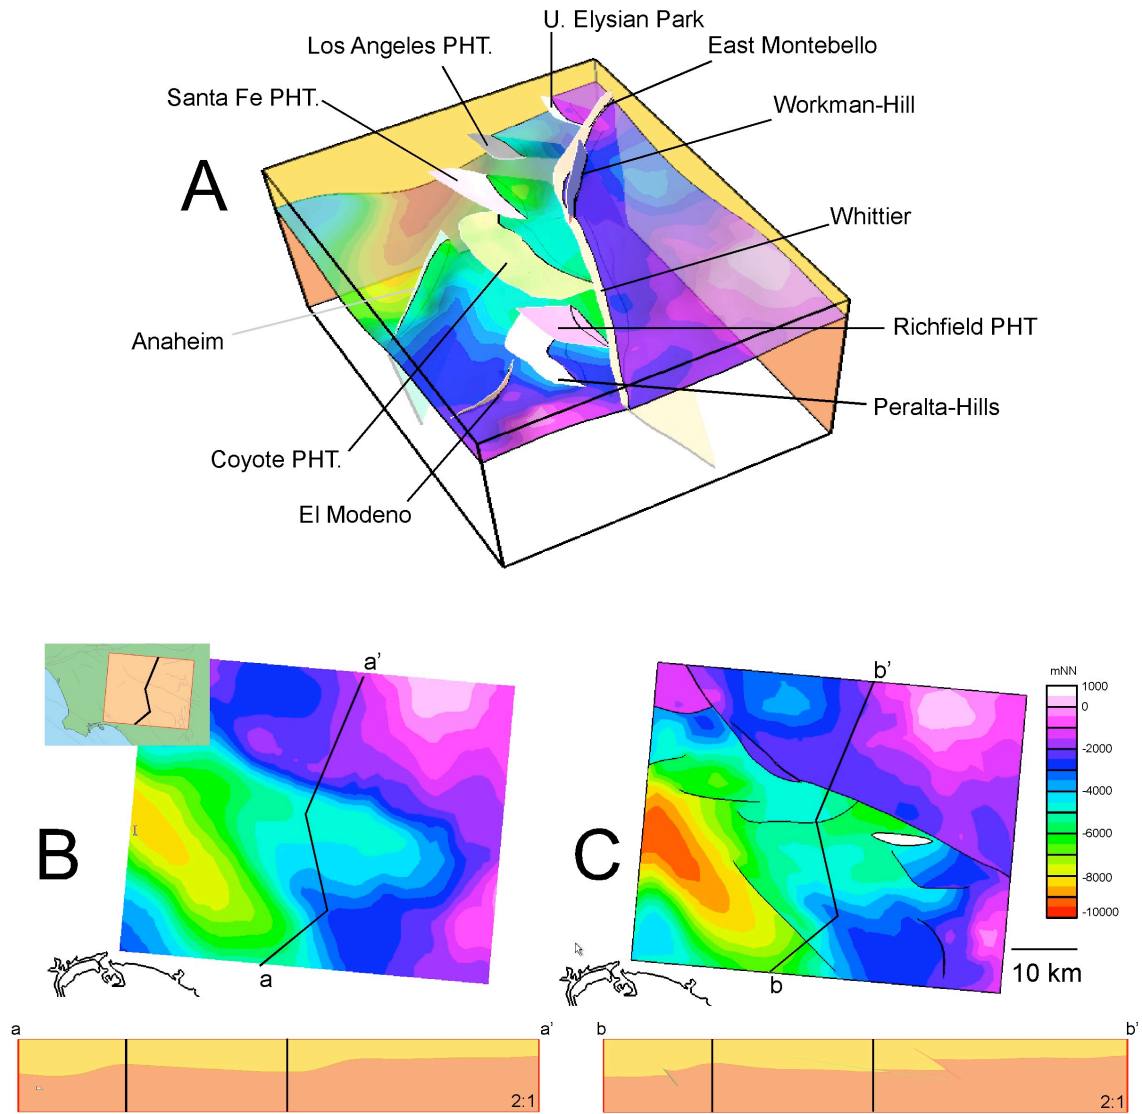 U. Elysian Park
Los Angeles PHT.
East Montebello
Santa Fe PHT.
Workman-Hill
A
Whittier
Richfield PHT
Anaheim
Peralta-Hills
Coyote PHT.
El Modeno
a'
b'
mNN
1000
0
-2000
-4000
-6000
-8000
-10000
B
C
a
b
10 km
a
a'
b
b'
2:1
2:1